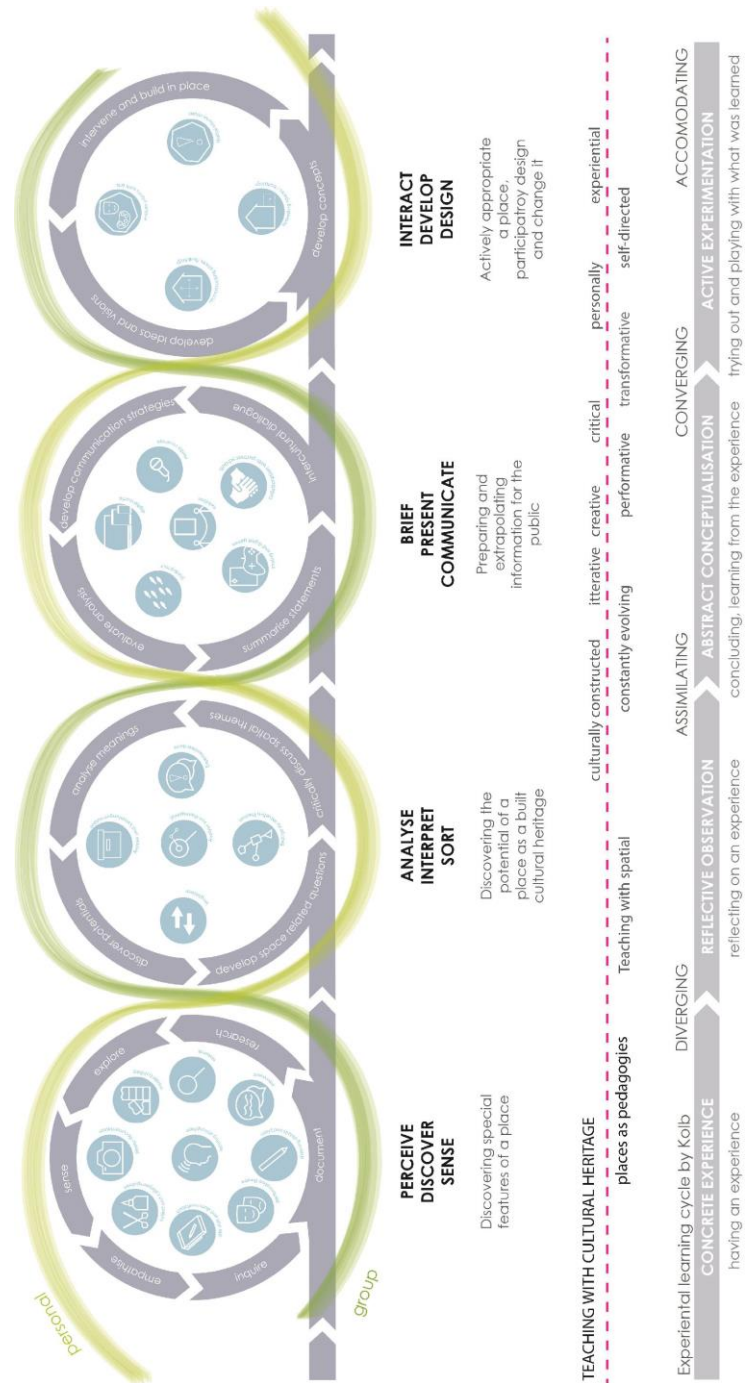 personal
group
sense
explore
research
document
inquire
empathise
discover potentials
analyse meanings
critically discuss spatial themes
develop space related questions
evaluate analysis
develop communication strategies
intercultural dialogue
summarise statements
develop ideas and visions
intervene and build in place
develop concepts
PERCEIVE
DISCOVER
SENSE
Discovering special
features of a place
ANALYSE
INTERPRET
SORT
Discovering the
potential of a
place as a built
cultural heritage
BRIEF
PRESENT
COMMUNICATE
Preparing and
extrapolating
information for the
public
INTERACT
DEVELOP
DESIGN
Actively appropriate
a place,
participatroy design
and change it
TEACHING WITH CULTURAL HERITAGE
culturally constructed itterative creative critical personally experiential
places as pedagogies Teaching with spatial constantly evolving performative transformative self-directed
Experiental learning cycle by Kolb
DIVERGING ASSIMILATING CONVERGING ACCOMODATING
CONCRETE EXPERIENCE REFLECTIVE OBSERVATION ABSTRACT CONCEPTUALISATION ACTIVE EXPERIMENTATION
having an experience reflecting on an experience concluding, learning from the experience trying out and playing with what was learned